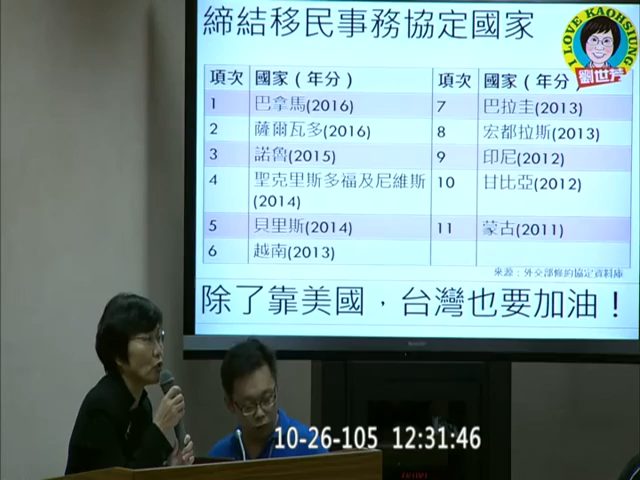 締結移民事務協定國家
I LOVE KAOHSIUNG
劉世芳
項次 國家（年分） 項次 國家（年分）
1 巴拿馬(2016) 7 巴拉圭(2013)
2 薩爾瓦多(2016) 8 宏都拉斯(2013)
3 諾魯(2015) 9 印尼(2012)
4 聖克里斯多福及尼維斯(2014) 10 甘比亞(2012)
5 貝里斯(2014) 11 蒙古(2011)
6 越南(2013)
來源：外交部條約協定資料庫
除了靠美國，台灣也要加油！
10-26-105 12:31:46